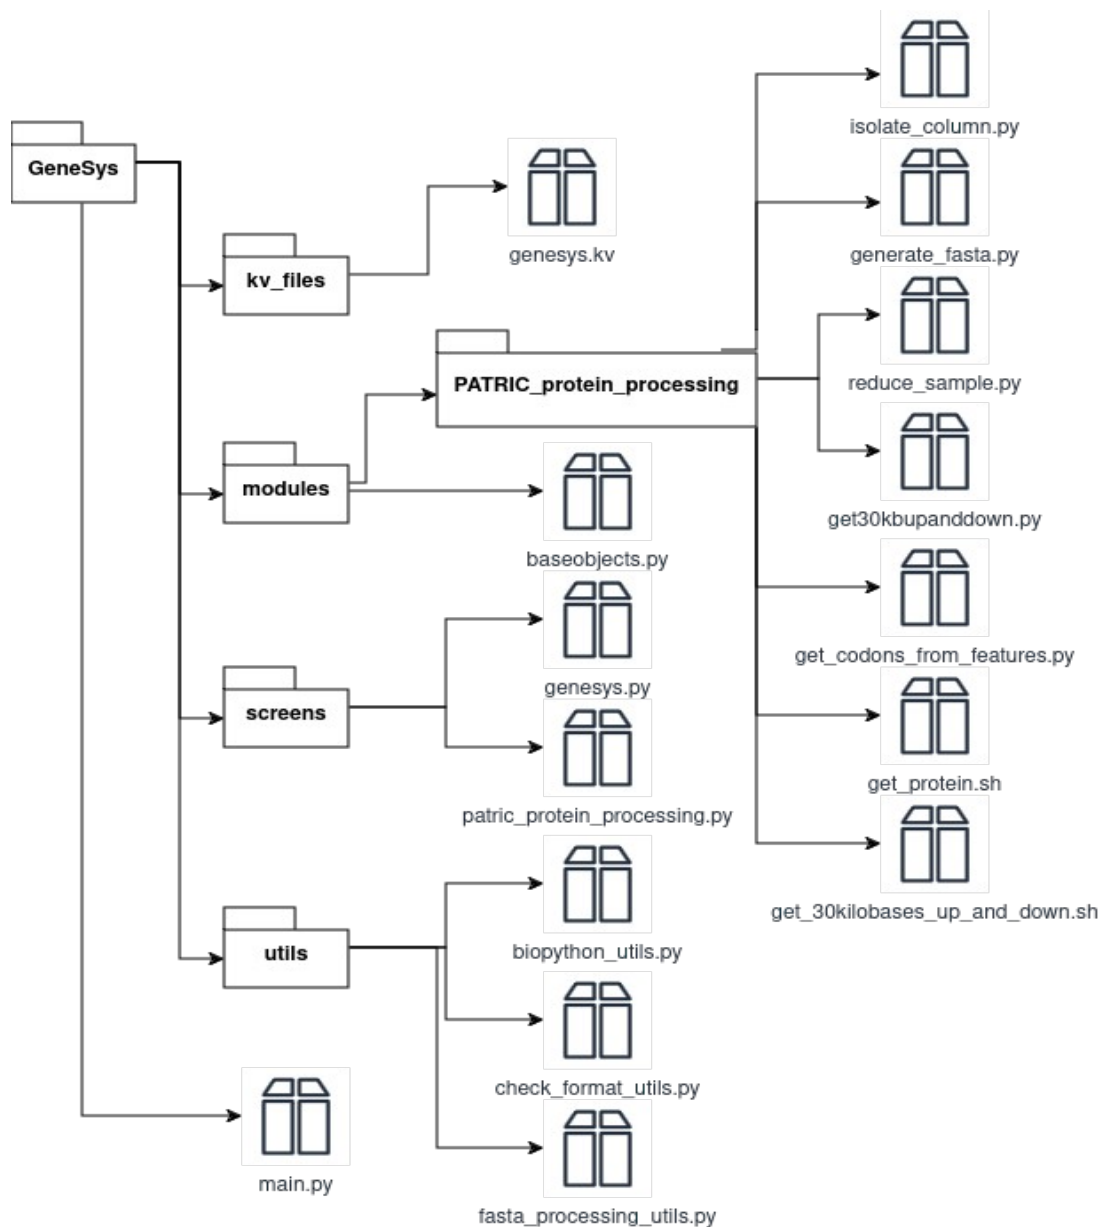 GeneSys
kv_files
genesys.kv
modules
PATRIC_protein_processing
isolate_column.py
generate_fasta.py
reduce_sample.py
get30kbupanddown.py
get_codons_from_features.py
get_protein.sh
get_30kilobases_up_and_down.sh
baseobjects.py
screens
genesys.py
patric_protein_processing.py
utils
biopython_utils.py
check_format_utils.py
fasta_processing_utils.py
main.py